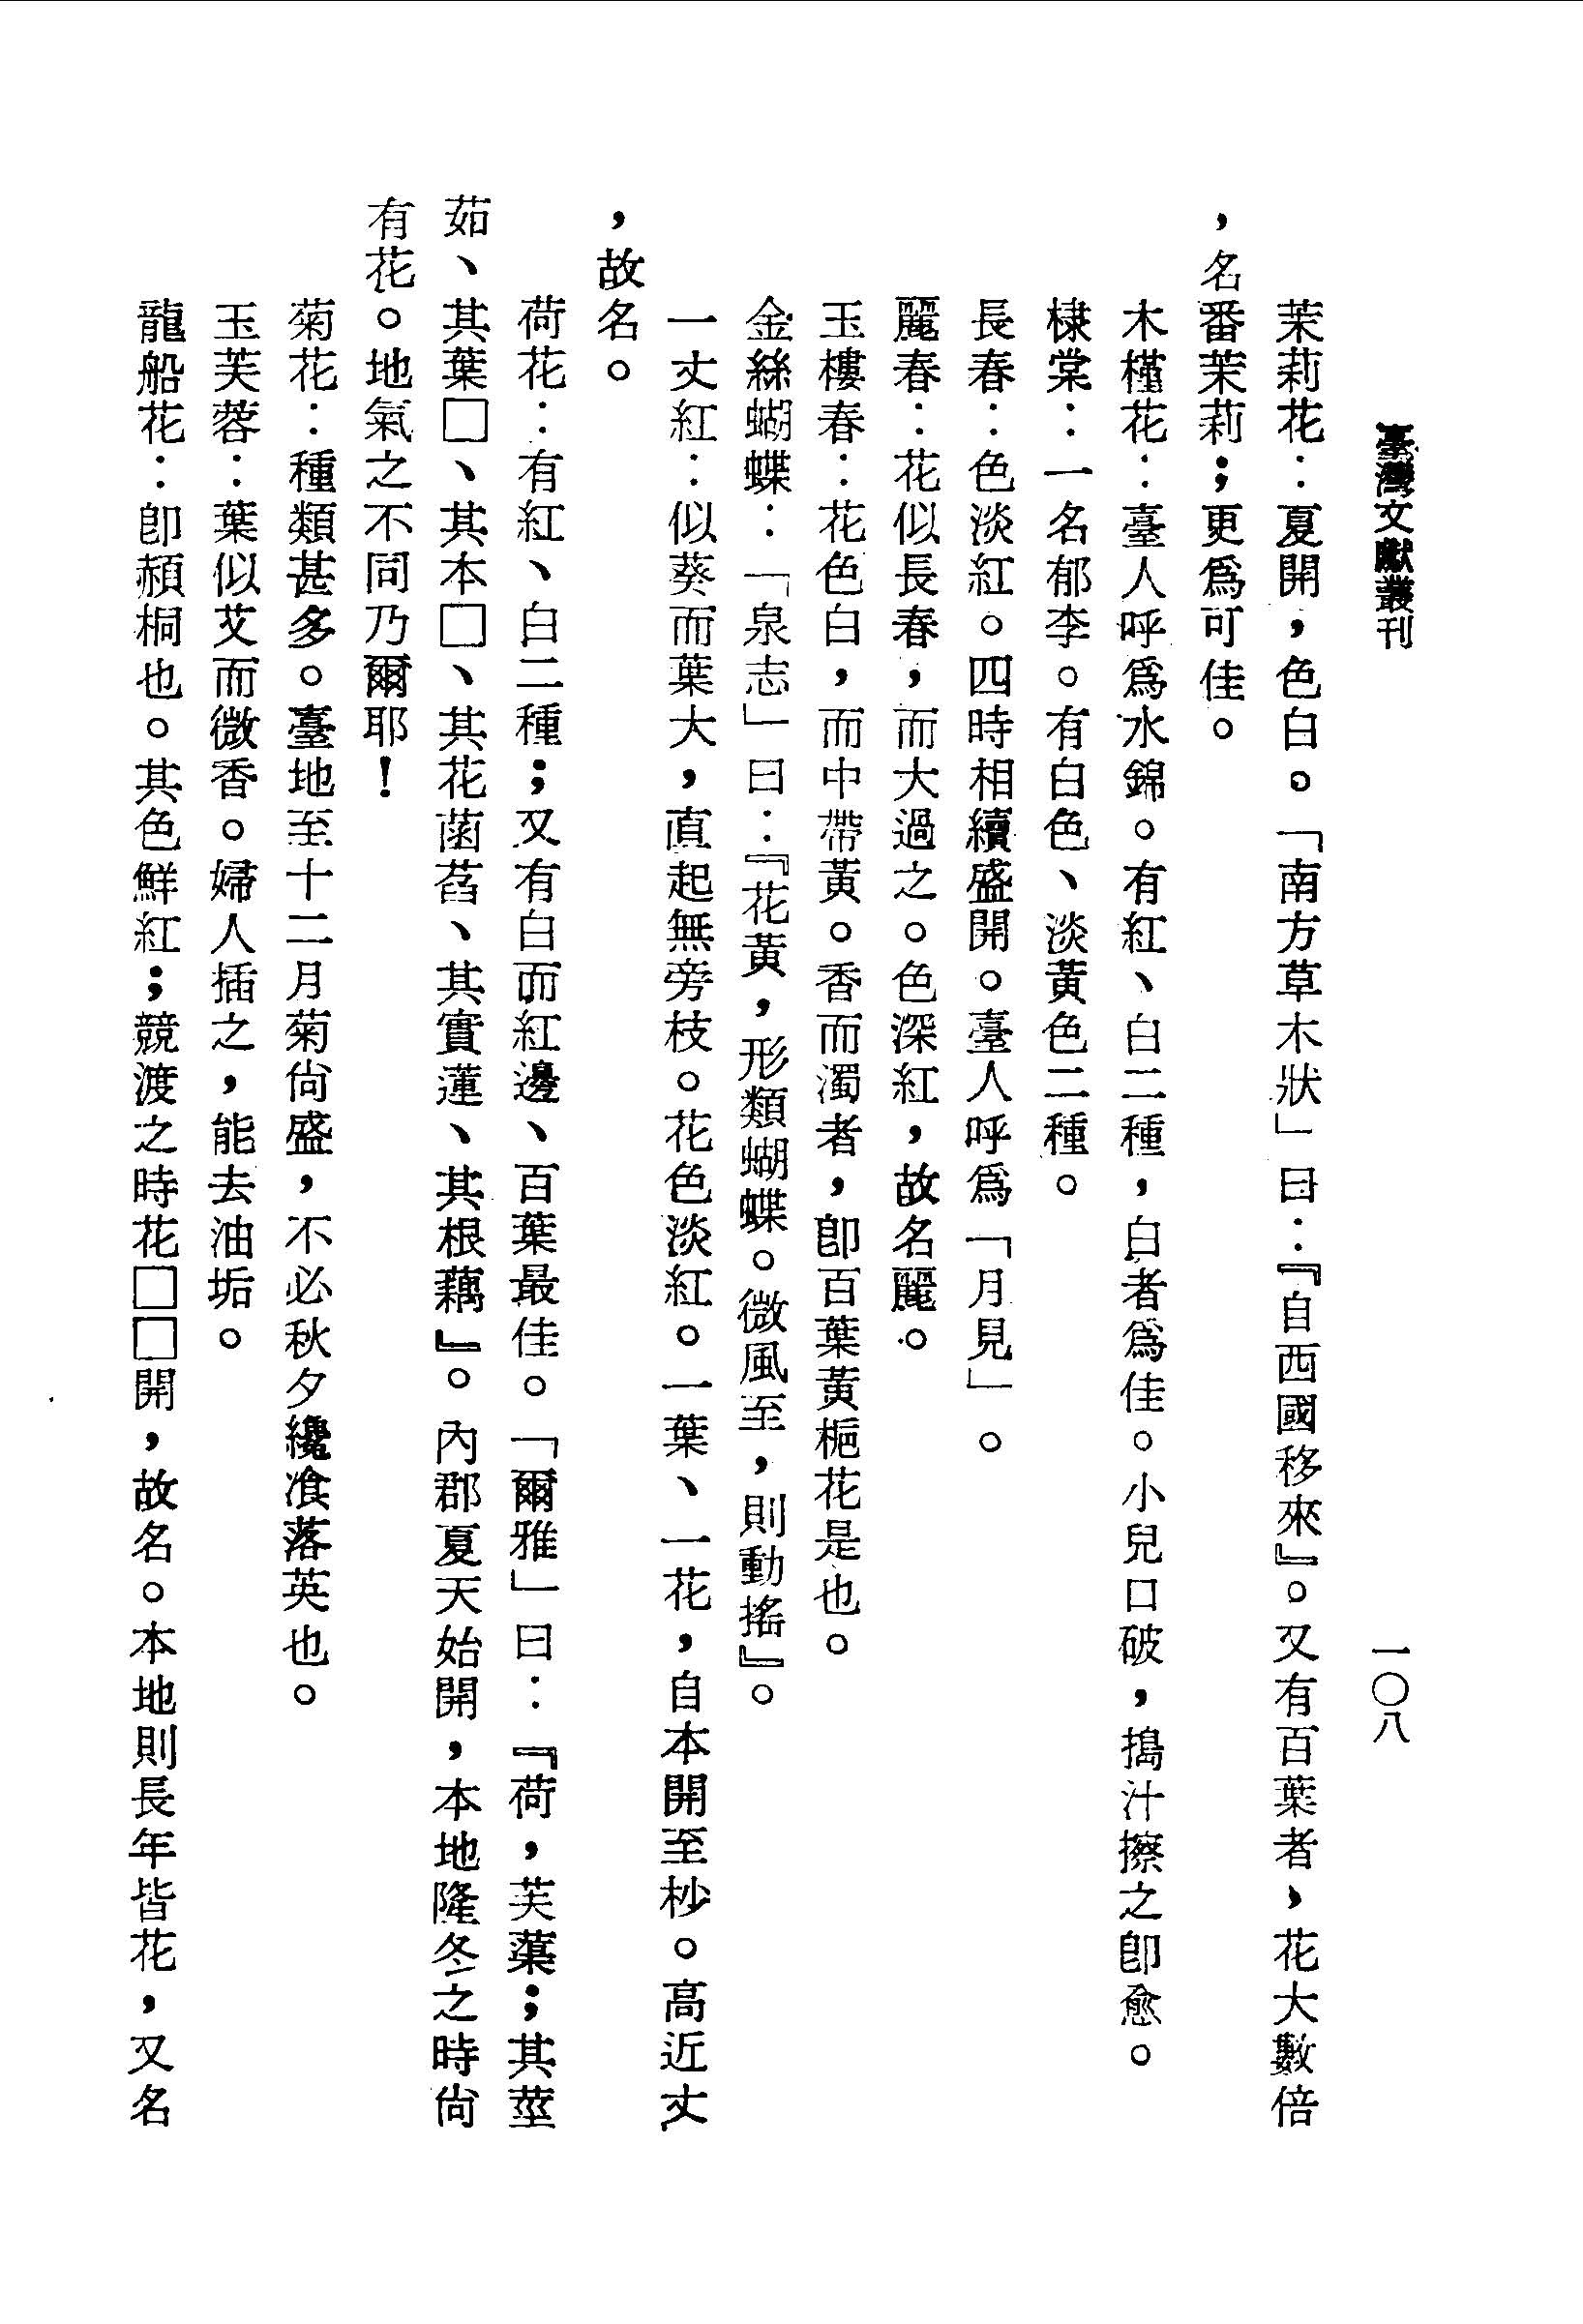 臺灣文獻叢刊
一〇八
茉莉花：夏開，色白。「南方草木狀」曰：『自西國移來』。又有百葉者，花大數倍
，名番茉莉；更爲可佳。
木槿花：臺人呼爲水錦。有紅、白二種，白者爲佳。小兒口破，搗汁擦之卽愈。
棣棠：一名郁李。有白色、淡黃色二種。
長春：色淡紅。四時相續盛開。臺人呼爲「月見」。
麗春：花似長春，而大過之。色深紅，故名麗。
玉樓春：花色白，而中帶黃。香而濁者，卽百葉黃梔花是也。
金絲蝴蝶：「泉志」曰：『花黃，形類蝴蝶。微風至，則動搖』。
一丈紅：似葵而葉大，直起無旁枝。花色淡紅。一葉、一花，自本開至杪。高近丈
，故名。
荷花：有紅、白二種；又有白而紅邊、百葉最佳。「爾雅」曰：『荷，芙蕖；其莖
茹、其葉□、其本□、其花菡萏、其實蓮、其根藕』。內郡夏天始開，本地隆冬之時尙
有花。地氣之不同乃爾耶！
菊花：種類甚多。臺地至十二月菊尙盛，不必秋夕纔飡落英也。
玉芙蓉：葉似艾而微香。婦人插之，能去油垢。
龍船花：卽赬桐也。其色鮮紅；競渡之時花□□開，故名。本地則長年皆花，又名